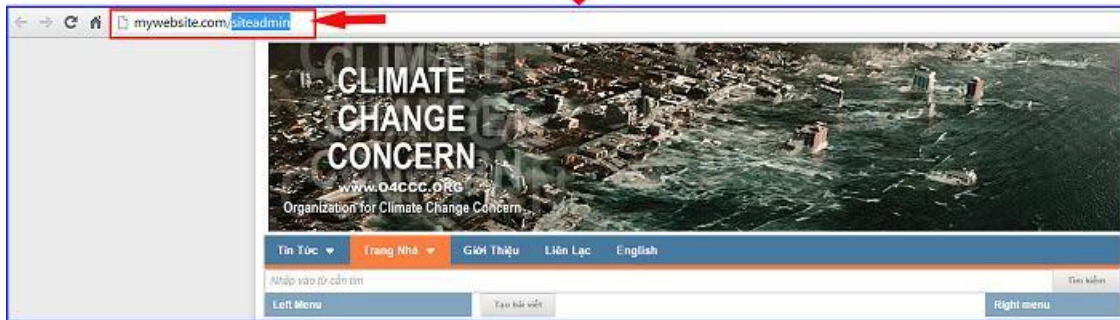 mywebsite.com/siteadmin
CLIMATE
CHANGE
CONCERN
WWW.O4CCC.ORG
Organization for Climate Change Concern
Tin Tức Trang Nhà Giới Thiệu Liên Lạc English
Nhập vào từ cần tìm Tìm kiếm
Left Menu Tạo bài viết Right menu